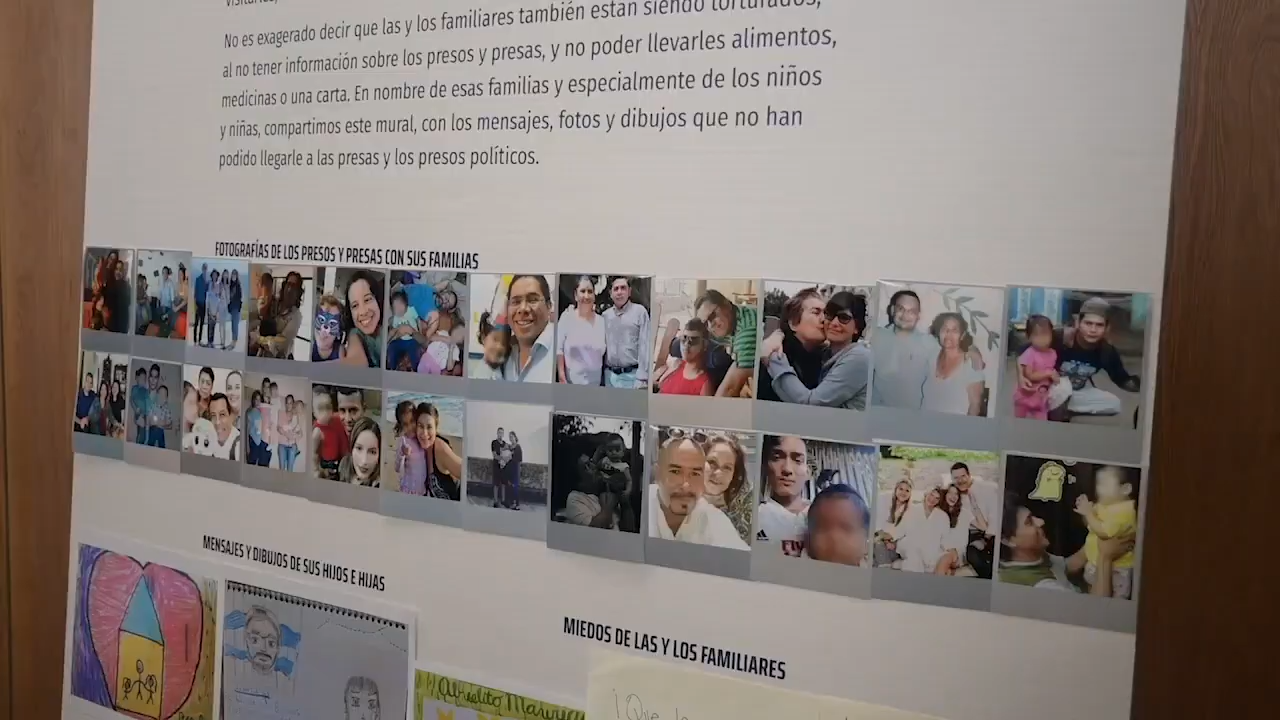 No es exagerado decir que las y los familiares también están siendo torturados,
al no tener información sobre los presos y presas, y no poder llevarles alimentos,
medicinas o una carta. En nombre de esas familias y especialmente de los niños
y niñas, compartimos este mural, con los mensajes, fotos y dibujos que no han
podido llegarle a las presas y los presos políticos.
FOTOGRAFÍAS DE LOS PRESOS Y PRESAS CON SUS FAMILIAS
MENSAJES Y DIBUJOS DE SUS HIJOS E HIJAS
MIEDOS DE LAS Y LOS FAMILIARES
Abuelito
¡Que